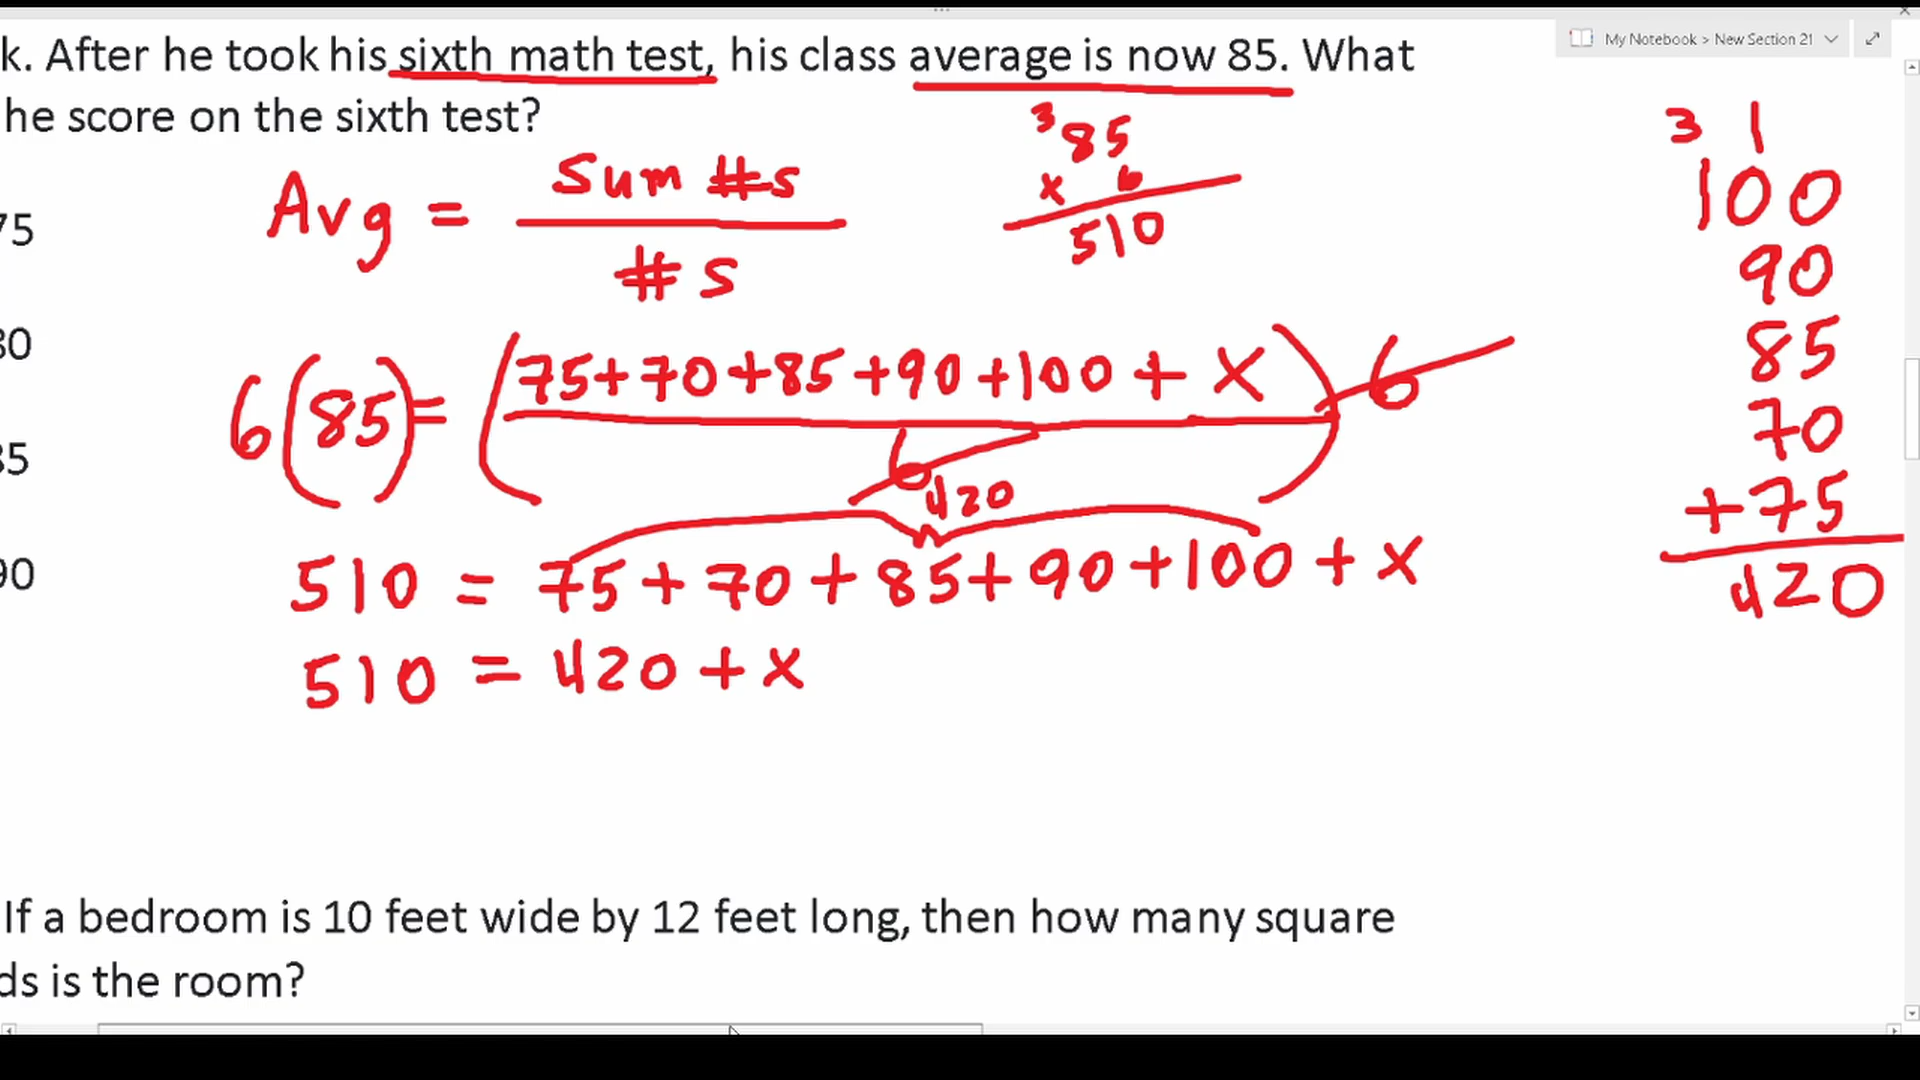 My Notebook > New Section 21
k. After he took his sixth math test, his class average is now 85. What
he score on the sixth test?
75
80
85
90
Avg = Sum #s / # s
3
85
x 6
510
6(85) = (75+70+85+90+100+x / 6) 6
420
510 = 75+70+85+90+100+x
510 = 420+x
3 1
100
90
85
70
+75
420
If a bedroom is 10 feet wide by 12 feet long, then how many square
ds is the room?